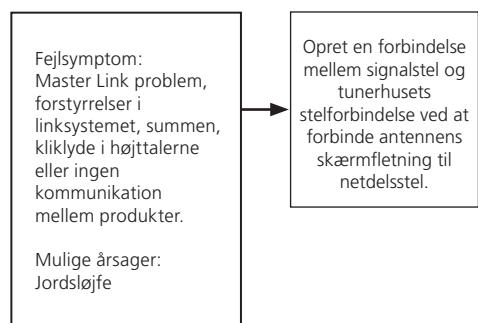 Fejlsymptom:
Master Link problem,
forstyrrelser i
linksystemet, summen,
kliklyde i højttalerne
eller ingen
kommunikation
mellem produkter.
Mulige årsager:
Jordsløjfe
Opret en forbindelse
mellem signalstel og
tunerhusets
stelforbindelse ved at
forbinde antennens
skærmfletning til
netdelsstel.